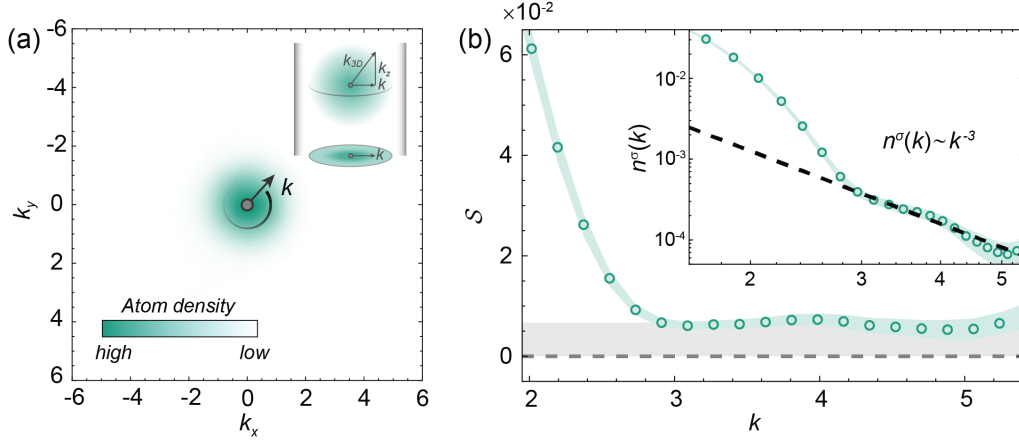 (a)
-6
-4
-2
0
2
4
6
k_y
-6 -4 -2 0 2 4 6
k_x
k
Atom density
high low
k_3D
k_z
k
k
(b)
×10⁻²
6
4
2
0
𝒮
2 3 4 5
k
10⁻²
10⁻³
10⁻⁴
n^σ(k)
n^σ(k)~k⁻³
2 3 4 5